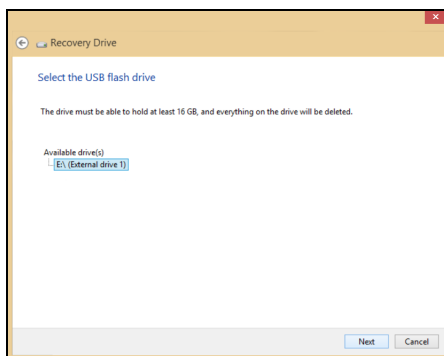 Recovery Drive
Select the USB flash drive
The drive must be able to hold at least 16 GB, and everything on the drive will be deleted.
Available drive(s)
E:\ (External drive 1)
Next Cancel